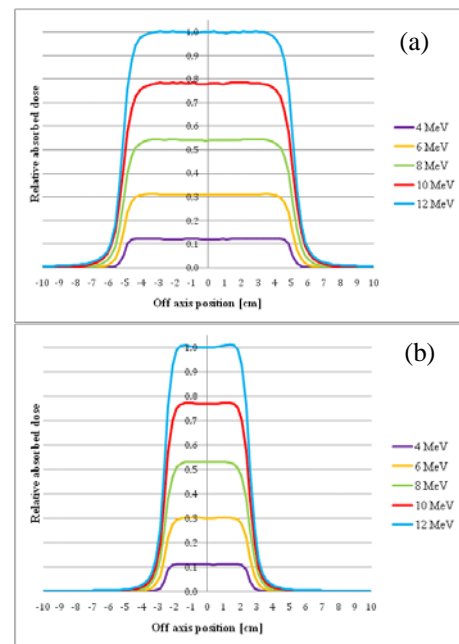 (a)
1.0
0.9
0.8
0.7
0.6
0.5
0.4
0.3
0.2
0.1
0.0
Relative absorbed dose
-10 -9 -8 -7 -6 -5 -4 -3 -2 -1 0 1 2 3 4 5 6 7 8 9 10
Off axis position [cm]
4 MeV
6 MeV
8 MeV
10 MeV
12 MeV
(b)
1.0
0.9
0.8
0.7
0.6
0.5
0.4
0.3
0.2
0.1
0.0
Relative absorbed dose
-10 -9 -8 -7 -6 -5 -4 -3 -2 -1 0 1 2 3 4 5 6 7 8 9 10
Off axis position [cm]
4 MeV
6 MeV
8 MeV
10 MeV
12 MeV